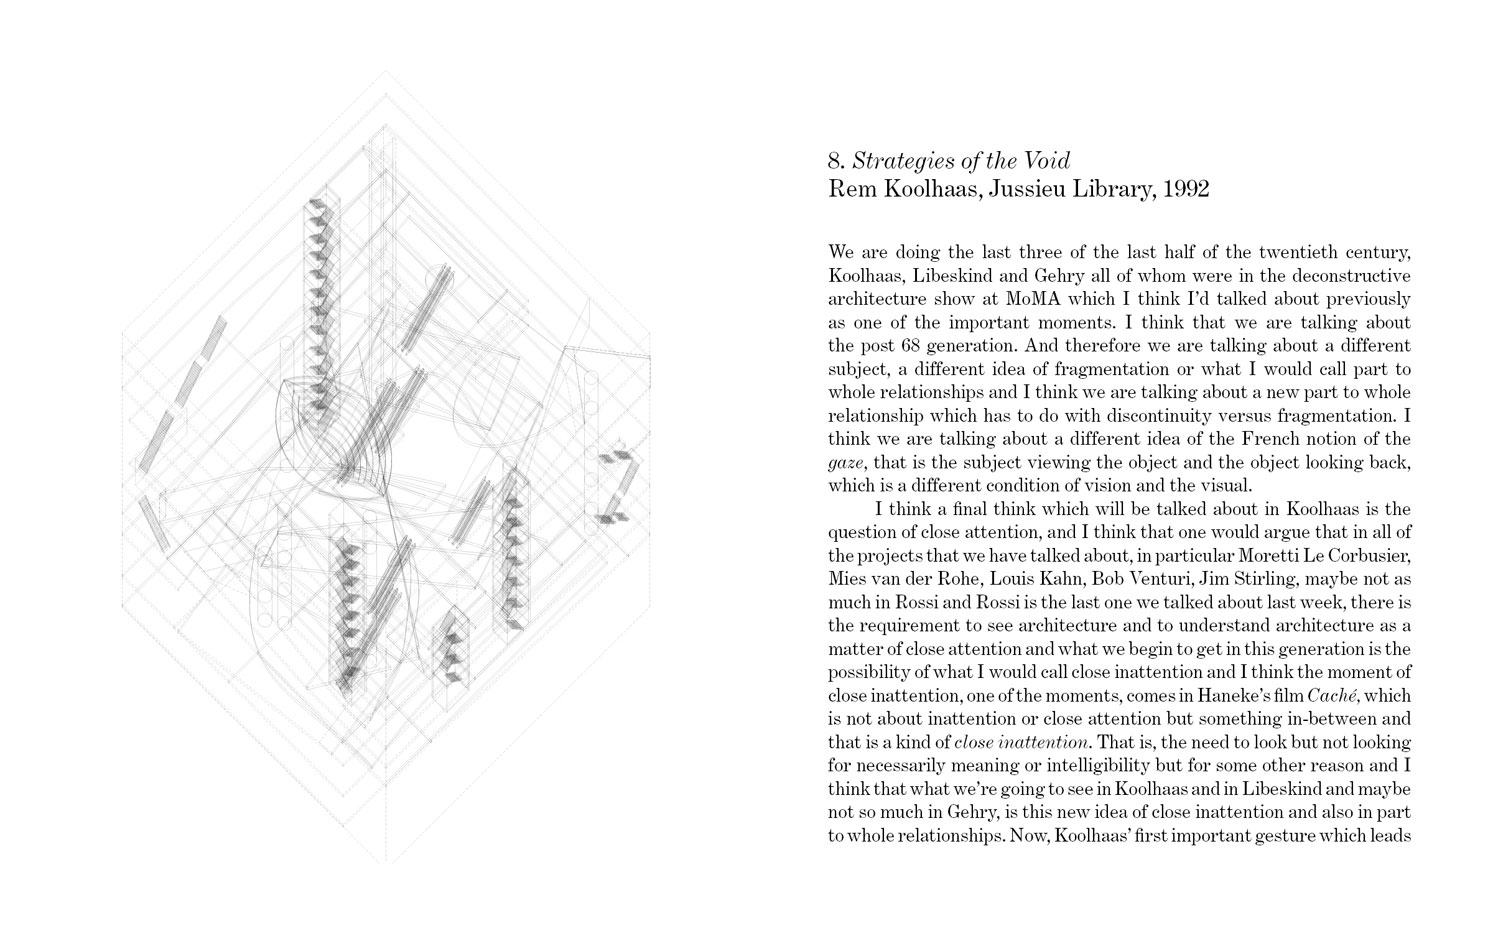 8. Strategies of the Void
Rem Koolhaas, Jussieu Library, 1992
We are doing the last three of the last half of the twentieth century,
Koolhaas, Libeskind and Gehry all of whom were in the deconstructive
architecture show at MoMA which I think I’d talked about previously
as one of the important moments. I think that we are talking about
the post 68 generation. And therefore we are talking about a different
subject, a different idea of fragmentation or what I would call part to
whole relationships and I think we are talking about a new part to whole
relationship which has to do with discontinuity versus fragmentation. I
think we are talking about a different idea of the French notion of the
gaze, that is the subject viewing the object and the object looking back,
which is a different condition of vision and the visual.
I think a final think which will be talked about in Koolhaas is the
question of close attention, and I think that one would argue that in all of
the projects that we have talked about, in particular Moretti Le Corbusier,
Mies van der Rohe, Louis Kahn, Bob Venturi, Jim Stirling, maybe not as
much in Rossi and Rossi is the last one we talked about last week, there is
the requirement to see architecture and to understand architecture as a
matter of close attention and what we begin to get in this generation is the
possibility of what I would call close inattention and I think the moment of
close inattention, one of the moments, comes in Haneke’s film Caché, which
is not about inattention or close attention but something in-between and
that is a kind of close inattention. That is, the need to look but not looking
for necessarily meaning or intelligibility but for some other reason and I
think that what we’re going to see in Koolhaas and in Libeskind and maybe
not so much in Gehry, is this new idea of close inattention and also in part
to whole relationships. Now, Koolhaas’ first important gesture which leads